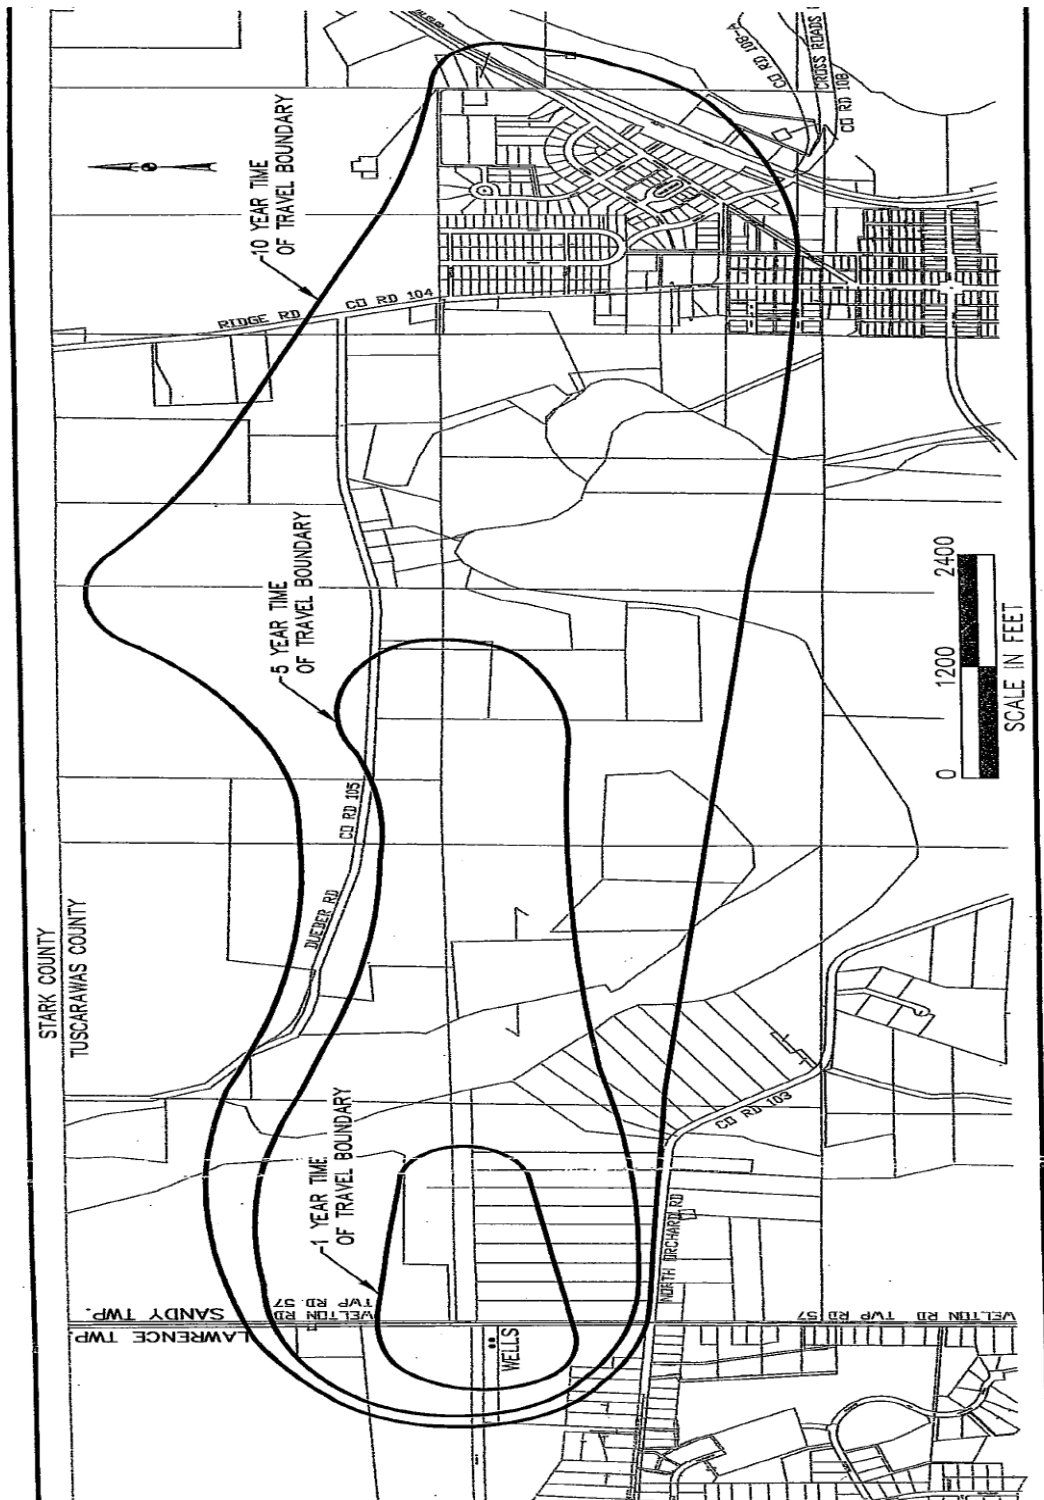 CO RD 108-A
CROSS ROADS
CO RD 108
10 YEAR TIME
OF TRAVEL BOUNDARY
RIDGE RD
CO RD 104
5 YEAR TIME
OF TRAVEL BOUNDARY
CO RD 105
DUEBER RD
STARK COUNTY
TUSCARAWAS COUNTY
0
1200
2400
SCALE IN FEET
1 YEAR TIME
OF TRAVEL BOUNDARY
CO RD 103
NORTH ORCHARD RD
SANDY TWP.
LAWRENCE TWP.
WELTON RD
TWP RD 57
WELTON RD TWP RD 57
WELLS